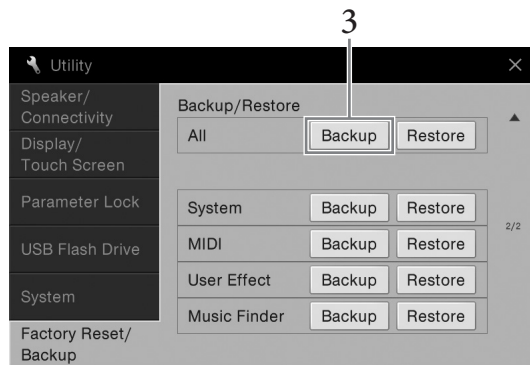 3
Utility
Speaker/
Connectivity
Display/
Touch Screen
Parameter Lock
USB Flash Drive
System
Factory Reset/
Backup
Backup/Restore
All Backup Restore
System Backup Restore
MIDI Backup Restore
User Effect Backup Restore
Music Finder Backup Restore
2/2